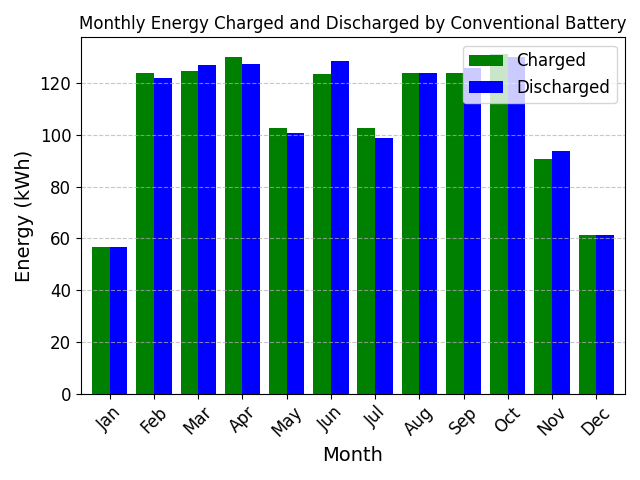 Monthly Energy Charged and Discharged by Conventional Battery
Charged
Discharged
Energy (kWh)
120
100
80
60
40
20
0
Jan Feb Mar Apr May Jun Jul Aug Sep Oct Nov Dec
Month